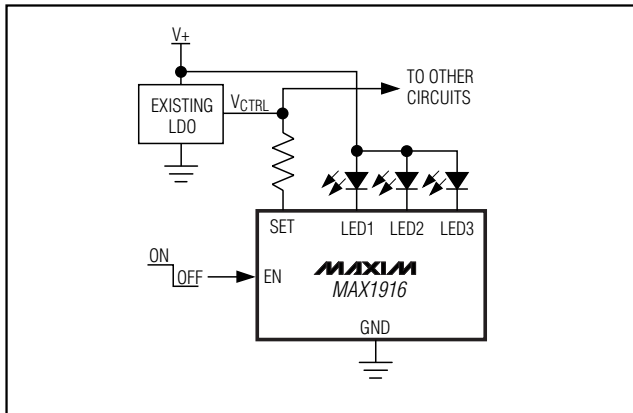 V+
TO OTHER
CIRCUITS
EXISTING
LDO
VCTRL
SET
LED1
LED2
LED3
ON
OFF
EN
MAXIM
MAX1916
GND